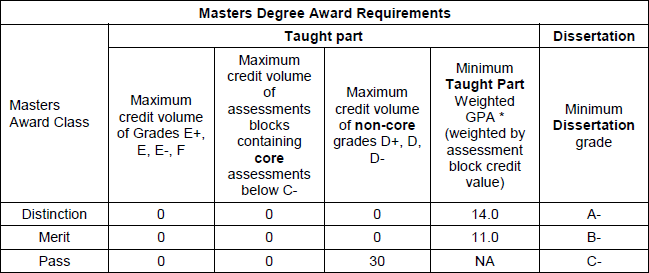 Masters Degree Award Requirements
Taught part
Dissertation
Masters
Award Class
Maximum
credit volume
of Grades E+,
E, E-, F
Maximum
credit volume
of
assessments
blocks
containing
core
assessments
below C-
Maximum
credit volume
of non-core
grades D+, D,
D-
Minimum
Taught Part
Weighted
GPA *
(weighted by
assessment
block credit
value)
Minimum
Dissertation
grade
Distinction 0 0 0 14.0 A-
Merit 0 0 0 11.0 B-
Pass 0 0 30 NA C-